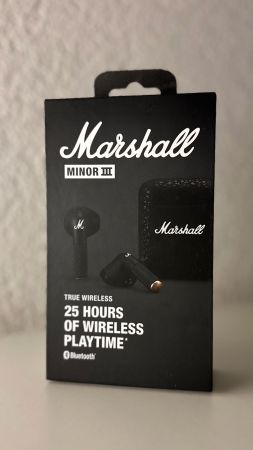 Marshall
MINOR III
Marshall
M
TRUE WIRELESS
25 HOURS
OF WIRELESS
PLAYTIME*
Bluetooth®